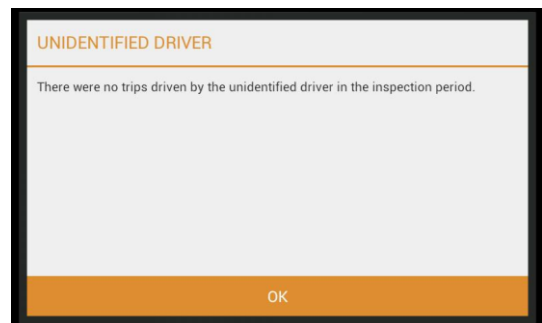 UNIDENTIFIED DRIVER
There were no trips driven by the unidentified driver in the inspection period.
OK